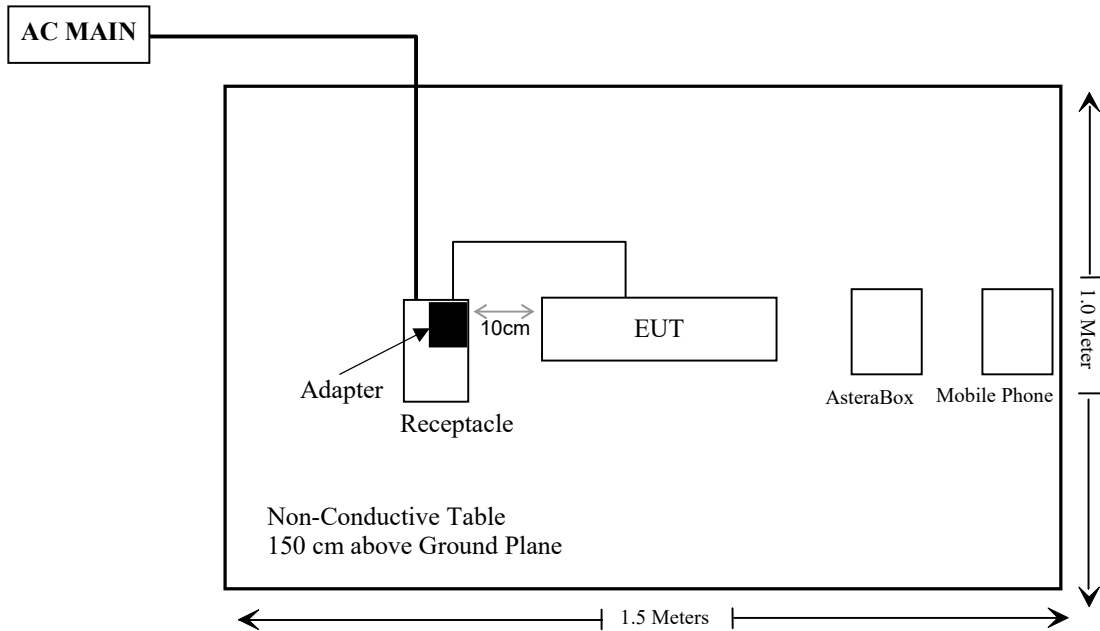 AC MAIN
10cm
EUT
1.0 Meter
Adapter
AsteraBox
Mobile Phone
Receptacle
Non-Conductive Table
150 cm above Ground Plane
1.5 Meters